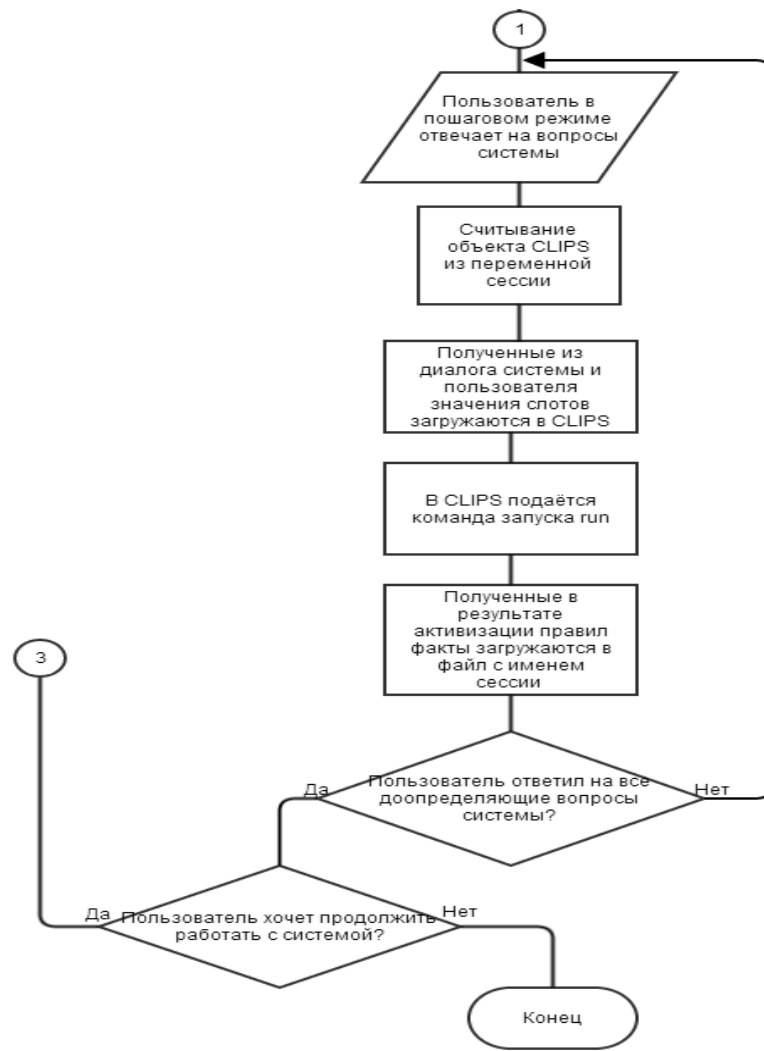 1
Пользователь в
пошаговом режиме
отвечает на вопросы
системы
Считывание
объекта CLIPS
из переменной
сессии
Полученные из
диалога системы и
пользователя
значения слотов
загружаются в CLIPS
В CLIPS подаётся
команда запуска run
Полученные в
результате
активизации правил
факты загружаются в
файл с именем
сессии
3
Да
Пользователь ответил на все
доопределяющие вопросы
системы?
Нет
Да
Пользователь хочет продолжить
работать с системой?
Нет
Конец